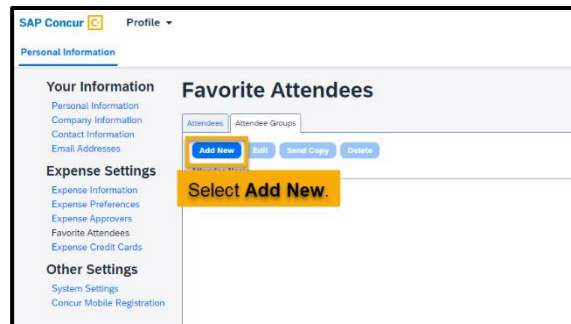 SAP Concur C Profile
Personal Information
Your Information
Personal Information
Company Information
Contact Information
Email Addresses
Expense Settings
Expense Information
Expense Preferences
Expense Approvers
Favorite Attendees
Expense Credit Cards
Other Settings
System Settings
Concur Mobile Registration
Favorite Attendees
Attendees Attendee Groups
Add New Edit Send Copy Delete
Select Add New.